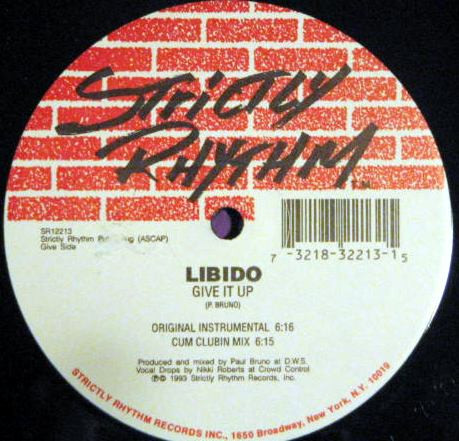 STRICTLY
RHYTHM
T.M.
SR12213
Strictly Rhythm Publishing (ASCAP)
Give Side
7 -3218-32213-1 5
LIBIDO
GIVE IT UP
(P. BRUNO)
ORIGINAL INSTRUMENTAL 6:16
CUM CLUBIN MIX 6:15
Produced and mixed by Paul Bruno at D.W.S.
Vocal Drops by Nikki Roberts at Crowd Control
℗© 1993 Strictly Rhythm Records, Inc.
STRICTLY RHYTHM RECORDS INC., 1650 Broadway, New York, N.Y. 10019